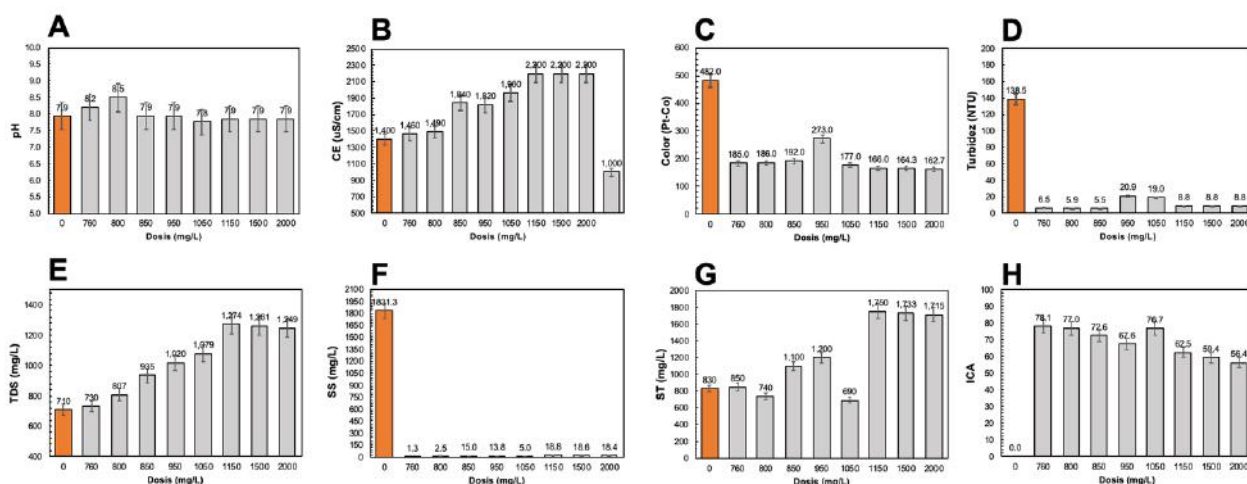 A
pH
10.0
9.5
9.0
8.5
8.0
7.5
7.0
6.5
6.0
5.5
5.0
7.9 8.2 8.5 7.9 7.9 7.8 7.9 7.9 7.9
0 760 800 850 950 1050 1150 1500 2000
Dosis (mg/L)
B
CE (uS/cm)
2500
2300
2100
1900
1700
1500
1300
1100
900
700
500
1,400 1,460 1,490 1,840 1,820 1,960 2,200 2,200 2,200 1,000
0 760 800 850 950 1050 1150 1500 2000
Dosis (mg/L)
C
Color (Pt-Co)
600
500
400
300
200
100
0
482.0 185.0 186.0 192.0 273.0 177.0 166.0 164.3 162.7
0 760 800 850 950 1050 1150 1500 2000
Dosis (mg/L)
D
Turbidez (NTU)
200
180
160
140
120
100
80
60
40
20
0
138.5 6.5 5.9 5.5 20.9 19.0 8.8 8.8 8.8
0 760 800 850 950 1050 1150 1500 2000
Dosis (mg/L)
E
TDS (mg/L)
1400
1200
1000
800
600
400
710 730 807 935 1,020 1,079 1,274 1,261 1,249
0 760 800 850 950 1050 1150 1500 2000
Dosis (mg/L)
F
SS (mg/L)
2100
1950
1800
1650
1500
1350
1200
1050
900
750
600
450
300
150
0
1831.3 1.3 2.5 15.0 13.8 5.0 18.8 18.6 18.4
0 760 800 850 950 1050 1150 1500 2000
Dosis (mg/L)
G
ST (mg/L)
2000
1800
1600
1400
1200
1000
800
600
400
200
0
830 850 740 1,100 1,200 690 1,750 1,733 1,715
0 760 800 850 950 1050 1150 1500 2000
Dosis (mg/L)
H
ICA
100
90
80
70
60
50
40
30
20
10
0
0.0 78.1 77.0 72.6 67.6 76.7 62.5 59.4 56.4
0 760 800 850 950 1050 1150 1500 2000
Dosis (mg/L)